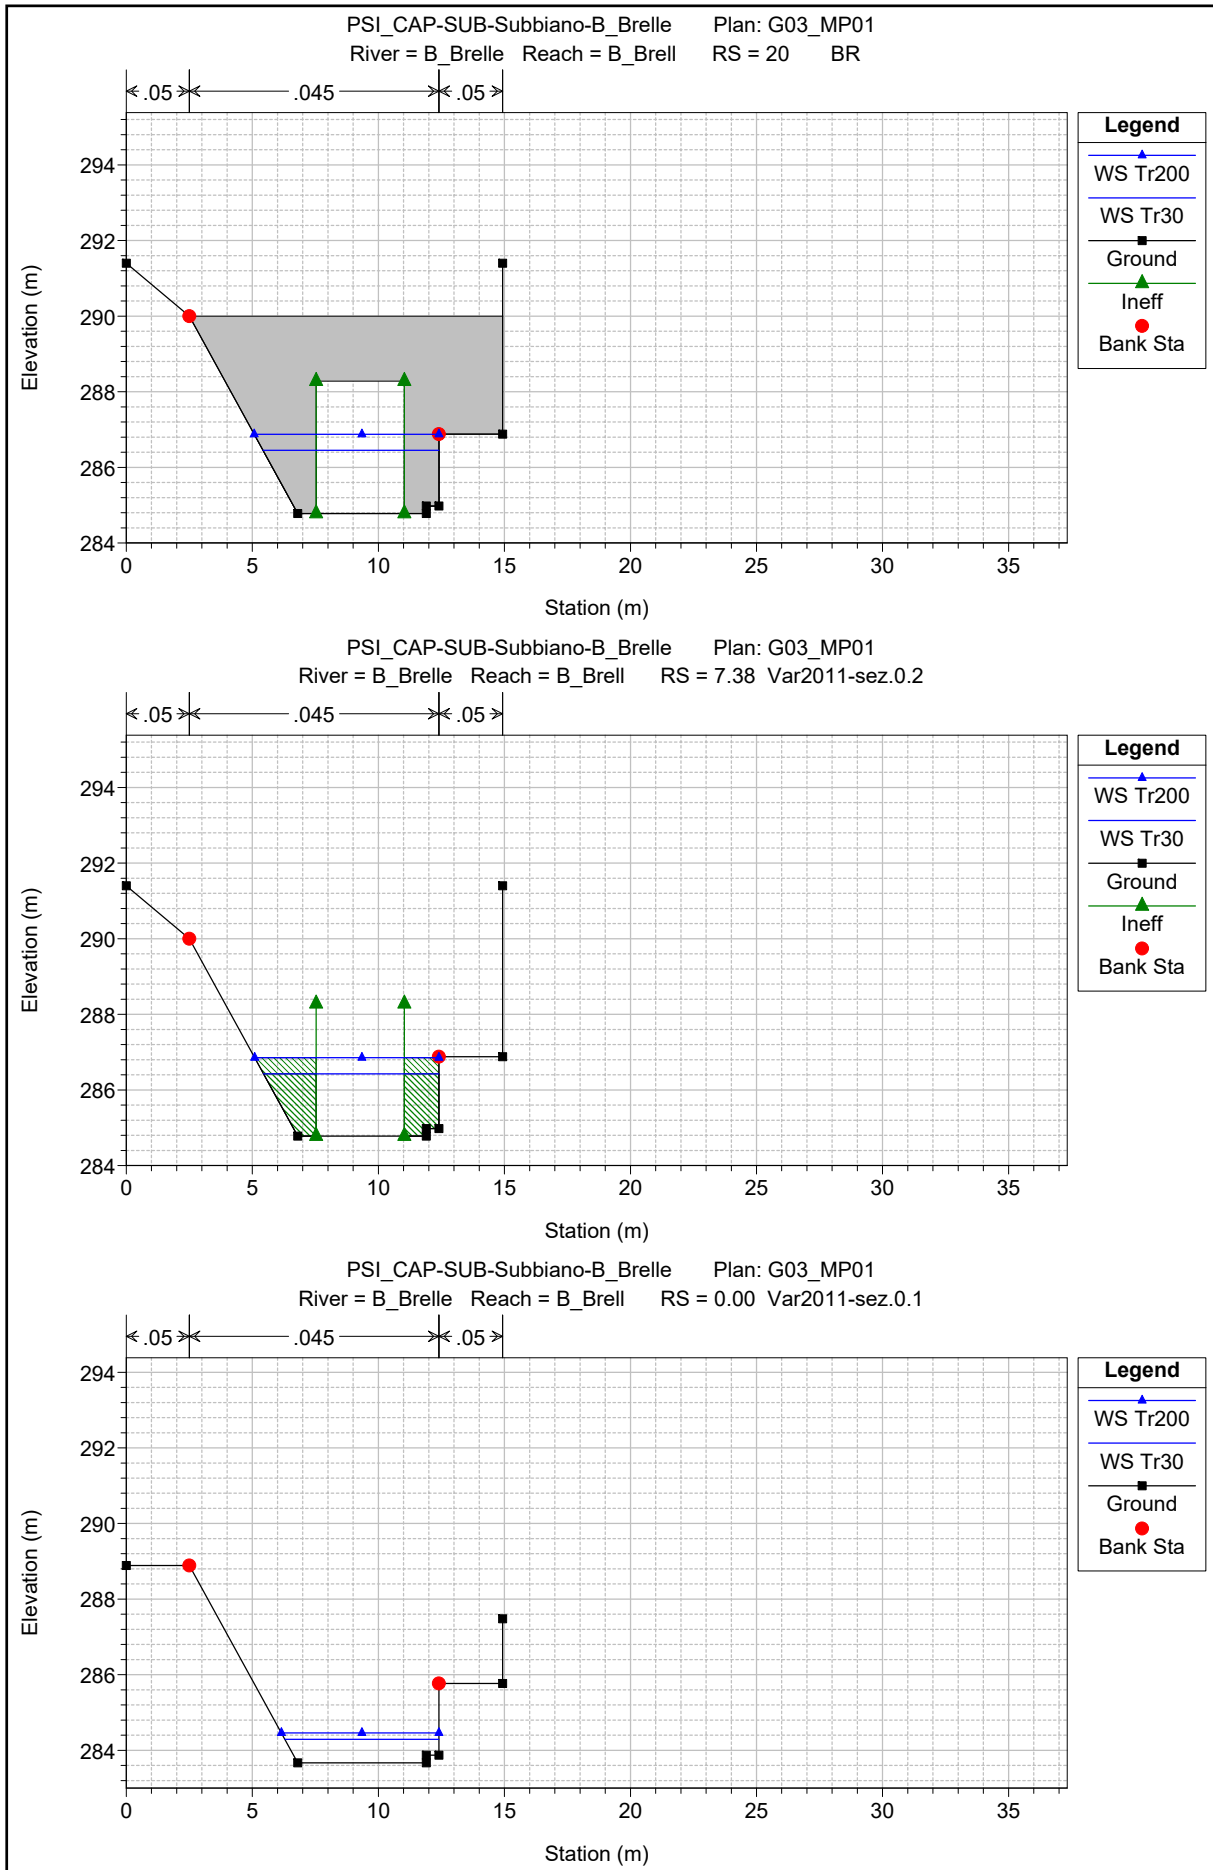 PSI_CAP-SUB-Subbiano-B_Brelle Plan: G03_MP01
River = B_Brelle Reach = B_Brell RS = 20 BR
.05 .045 .05
Legend
WS Tr200
WS Tr30
Ground
Ineff
Bank Sta
294
292
290
288
286
284
Elevation (m)
0 5 10 15 20 25 30 35
Station (m)
PSI_CAP-SUB-Subbiano-B_Brelle Plan: G03_MP01
River = B_Brelle Reach = B_Brell RS = 7.38 Var2011-sez.0.2
.05 .045 .05
Legend
WS Tr200
WS Tr30
Ground
Ineff
Bank Sta
294
292
290
288
286
284
Elevation (m)
0 5 10 15 20 25 30 35
Station (m)
PSI_CAP-SUB-Subbiano-B_Brelle Plan: G03_MP01
River = B_Brelle Reach = B_Brell RS = 0.00 Var2011-sez.0.1
.05 .045 .05
Legend
WS Tr200
WS Tr30
Ground
Bank Sta
294
292
290
288
286
284
Elevation (m)
0 5 10 15 20 25 30 35
Station (m)